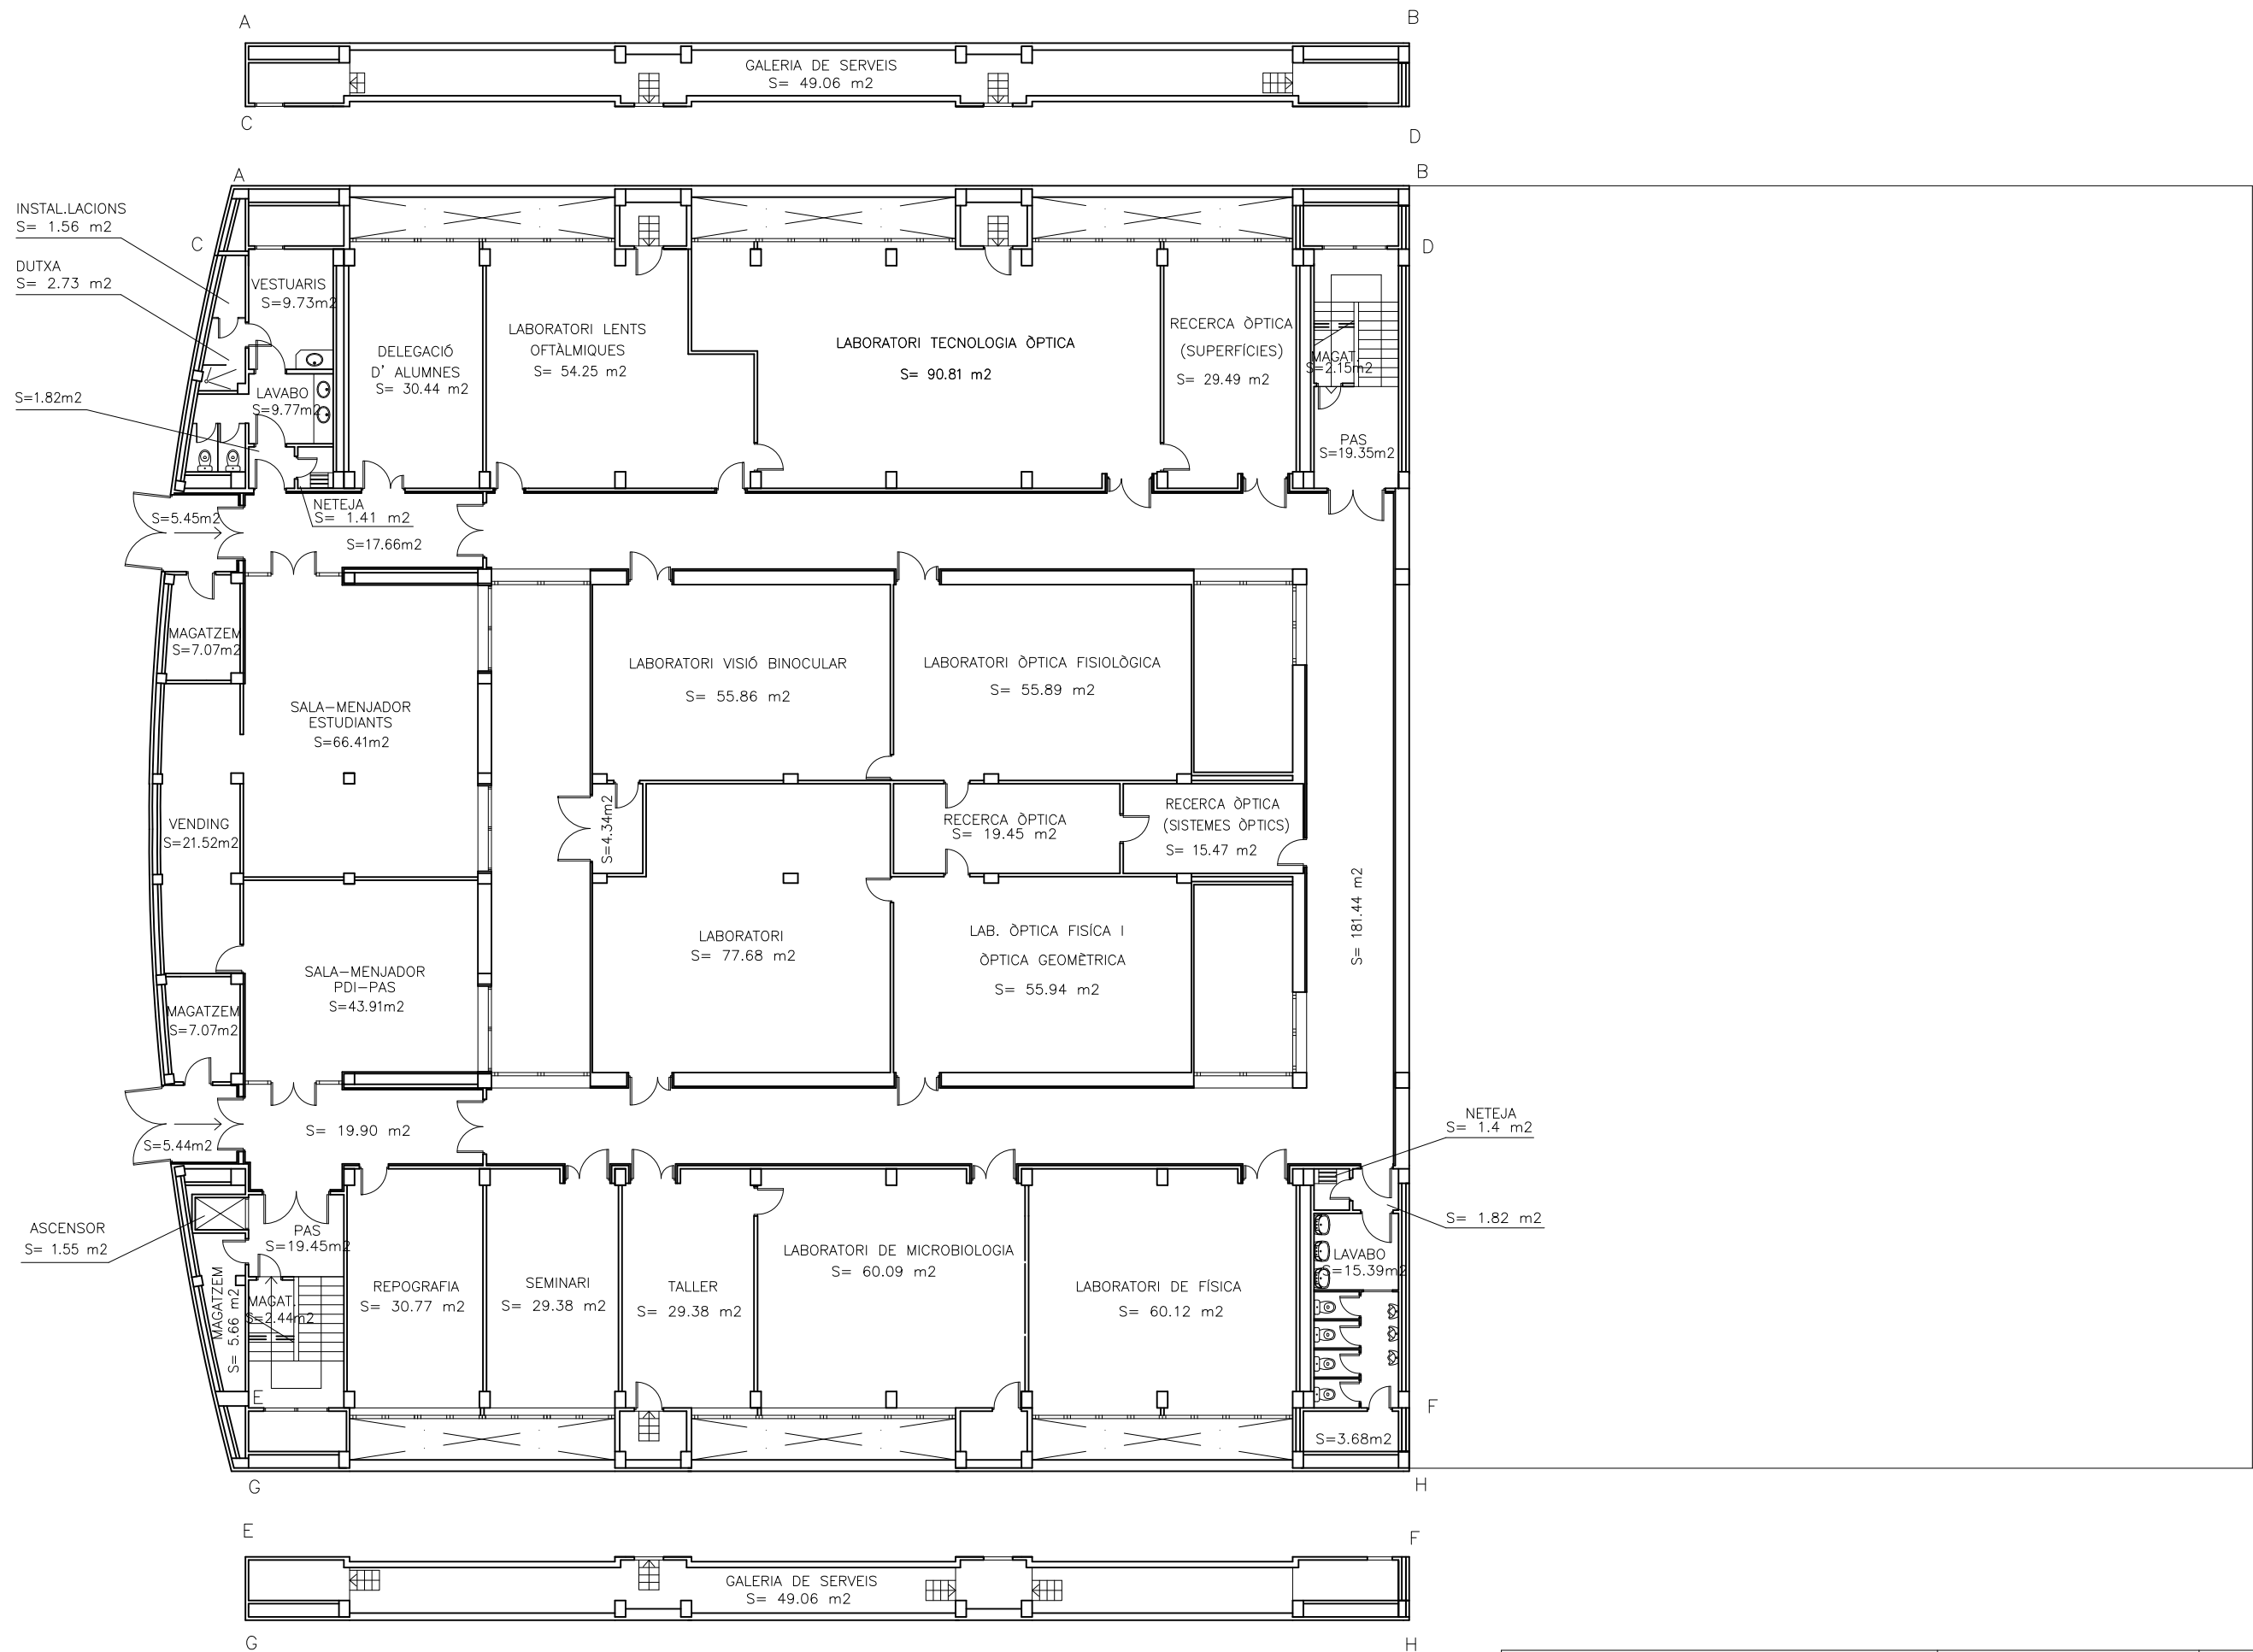 A
B
GALERIA DE SERVEIS
S= 49.06 m2
C
D
A
B
INSTAL.LACIONS
S= 1.56 m2
C
D
DUTXA
S= 2.73 m2
VESTUARIS
S=9.73m2
LABORATORI LENTS
OFTÀLMIQUES
S= 54.25 m2
LABORATORI TECNOLOGIA ÒPTICA
S= 90.81 m2
RECERCA ÒPTICA
(SUPERFÍCIES)
S= 29.49 m2
DELEGACIÓ
D' ALUMNES
S= 30.44 m2
MAGAT.
S=2.15m2
S=1.82m2
LAVABO
S=9.77m2
PAS
S=19.35m2
NETEJA
S= 1.41 m2
S=5.45m2
S=17.66m2
MAGATZEM
S=7.07m2
LABORATORI VISIÓ BINOCULAR
S= 55.86 m2
LABORATORI ÒPTICA FISIOLÒGICA
S= 55.89 m2
SALA-MENJADOR
ESTUDIANTS
S=66.41m2
VENDING
S=21.52m2
S=4.34m2
RECERCA ÒPTICA
S= 19.45 m2
RECERCA ÒPTICA
(SISTEMES ÒPTICS)
S= 15.47 m2
S= 181.44 m2
LABORATORI
S= 77.68 m2
LAB. ÒPTICA FISÍCA I
ÒPTICA GEOMÈTRICA
S= 55.94 m2
SALA-MENJADOR
PDI-PAS
S=43.91m2
MAGATZEM
S=7.07m2
S=5.44m2
S= 19.90 m2
NETEJA
S= 1.4 m2
ASCENSOR
S= 1.55 m2
PAS
S=19.45m2
S= 1.82 m2
LAVABO
S=15.39m2
MAGATZEM
S= 5.66 m2
MAGAT.
S=2.44m2
REPOGRAFIA
S= 30.77 m2
SEMINARI
S= 29.38 m2
TALLER
S= 29.38 m2
LABORATORI DE MICROBIOLOGIA
S= 60.09 m2
LABORATORI DE FÍSICA
S= 60.12 m2
E
F
S=3.68m2
G
H
E
F
GALERIA DE SERVEIS
S= 49.06 m2
G
H